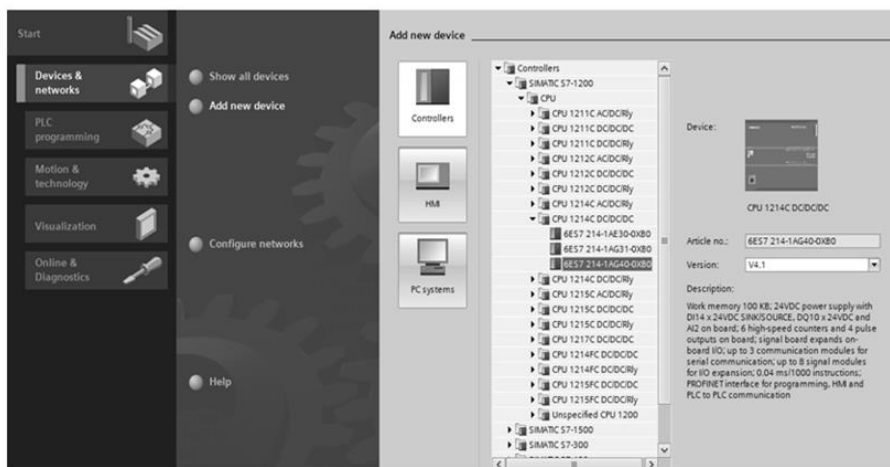 Start
Devices &
networks
PLC
programming
Motion &
technology
Visualization
Online &
Diagnostics
Show all devices
Add new device
Configure networks
Help
Add new device
Controllers
HMI
PC systems
Controllers
SIMATIC S7-1200
CPU
CPU 1211C AC/DC/Rly
CPU 1211C DC/DC/DC
CPU 1211C DC/DC/Rly
CPU 1212C AC/DC/Rly
CPU 1212C DC/DC/DC
CPU 1212C DC/DC/Rly
CPU 1214C AC/DC/Rly
CPU 1214C DC/DC/DC
6ES7 214-1AE30-0XB0
6ES7 214-1AG31-0XB0
6ES7 214-1AG40-0XB0
CPU 1214C DC/DC/Rly
CPU 1215C AC/DC/Rly
CPU 1215C DC/DC/DC
CPU 1215C DC/DC/Rly
CPU 1217C DC/DC/DC
CPU 1214FC DC/DC/DC
CPU 1214FC DC/DC/Rly
CPU 1215FC DC/DC/DC
CPU 1215FC DC/DC/Rly
Unspecified CPU 1200
SIMATIC S7-1500
SIMATIC S7-300
Device:
CPU 1214C DC/DC/DC
Article no.: 6ES7 214-1AG40-0XB0
Version: V4.1
Description:
Work memory 100 KB; 24VDC power supply with
DI14 x 24VDC SINK/SOURCE, DQ10 x 24VDC and
AI2 on board; 6 high-speed counters and 4 pulse
outputs on board; signal board expands on-
board I/O; up to 3 communication modules for
serial communication; up to 8 signal modules
for I/O expansion; 0.04 ms/1000 instructions;
PROFINET interface for programming, HMI and
PLC to PLC communication